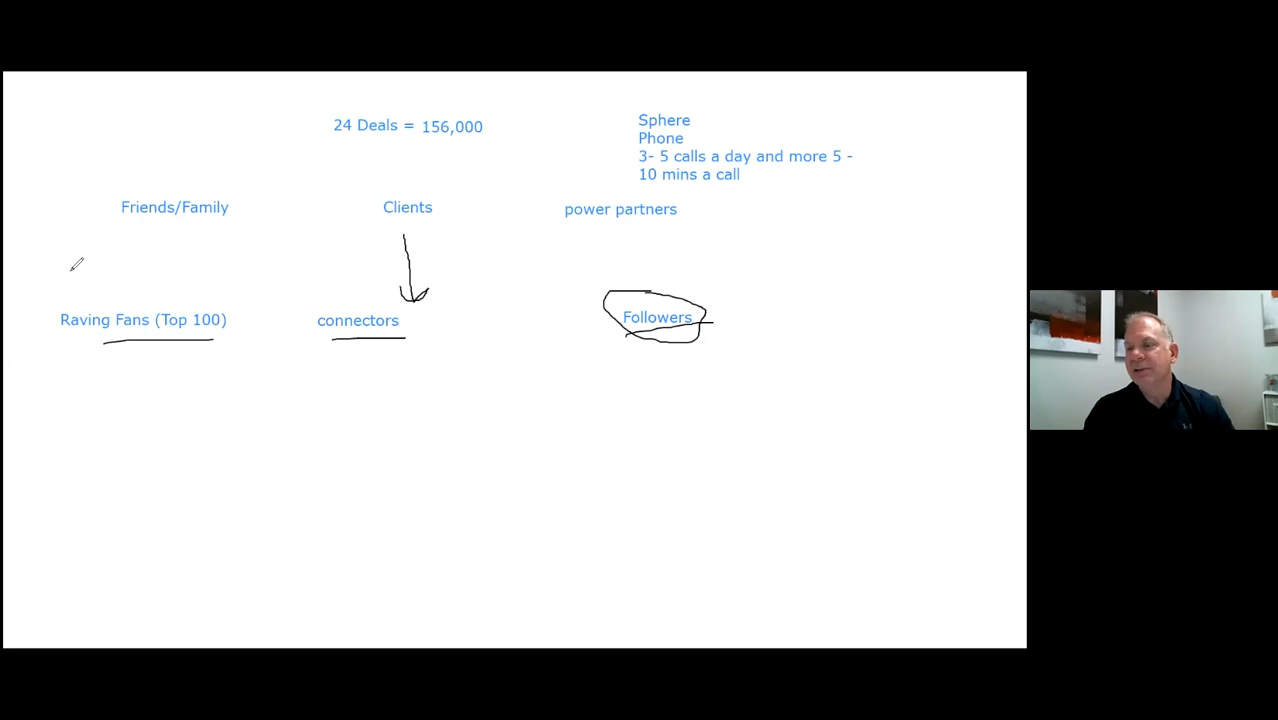 24 Deals = 156,000
Sphere
Phone
3- 5 calls a day and more 5 -
10 mins a call
Friends/Family
Clients
power partners
Raving Fans (Top 100)
connectors
Followers